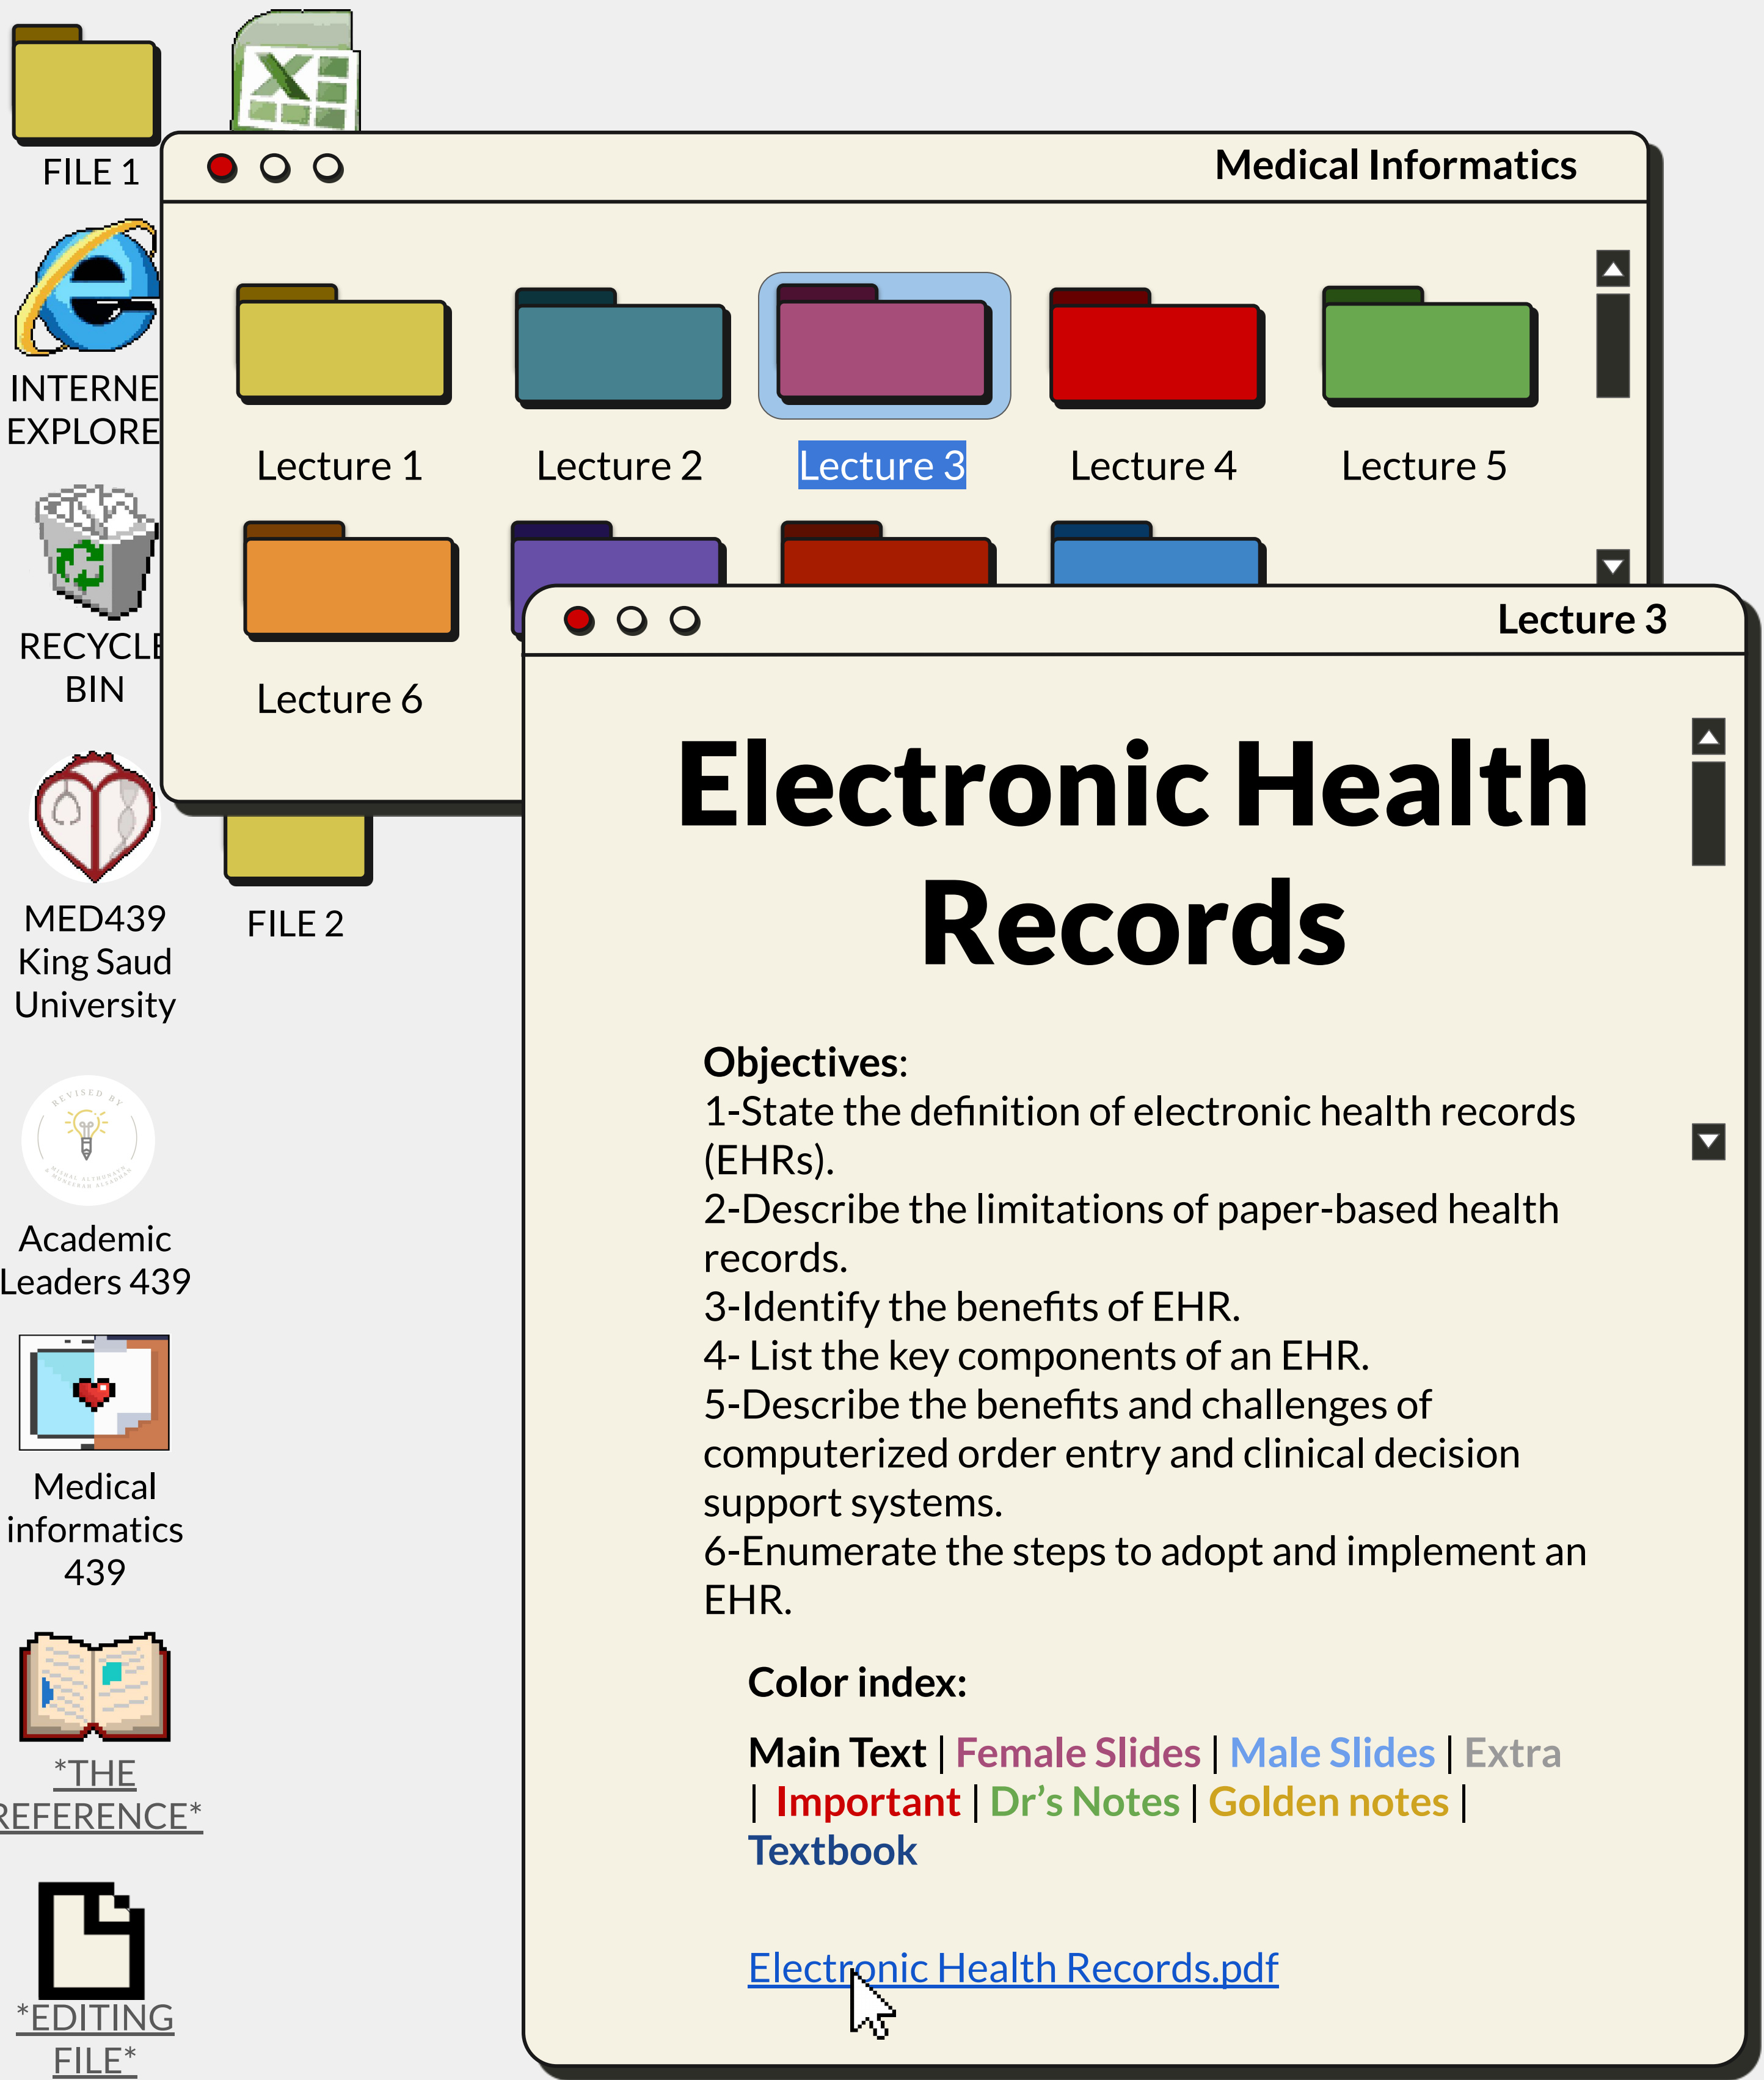 FILE 1
INTERNE
EXPLORE
RECYCLE
BIN
MED439
King Saud
University
FILE 2
REVISED BY
Academic
Leaders 439
Medical
informatics
439
*THE
REFERENCE*
*EDITING
FILE*
Medical Informatics
Lecture 1
Lecture 2
Lecture 3
Lecture 4
Lecture 5
Lecture 6
Lecture 3
Electronic Health
Records
Objectives:
1-State the definition of electronic health records
(EHRs).
2-Describe the limitations of paper-based health
records.
3-Identify the benefits of EHR.
4- List the key components of an EHR.
5-Describe the benefits and challenges of
computerized order entry and clinical decision
support systems.
6-Enumerate the steps to adopt and implement an
EHR.
Color index:
Main Text | Female Slides | Male Slides | Extra
| Important | Dr's Notes | Golden notes |
Textbook
Electronic Health Records.pdf